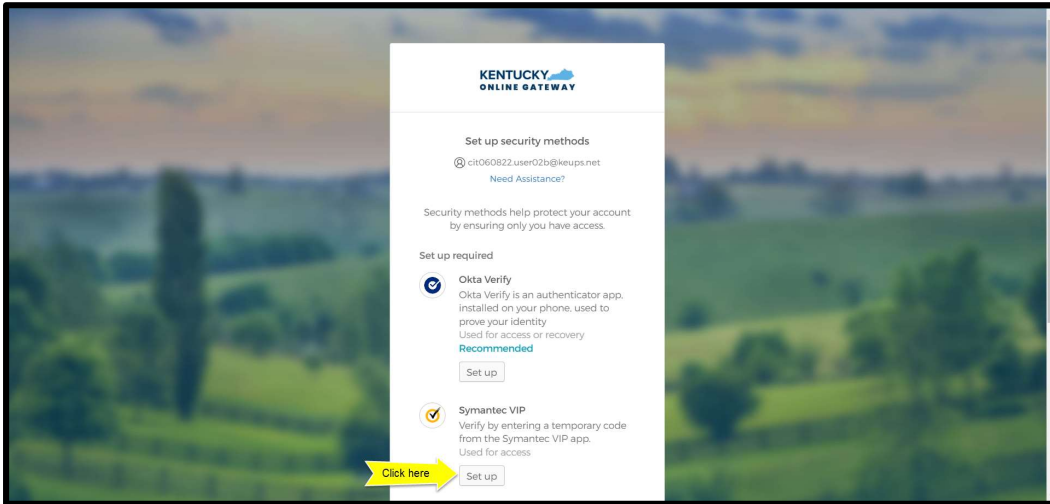 KENTUCKY
ONLINE GATEWAY
Set up security methods
cit060822.user02b@keups.net
Need Assistance?
Security methods help protect your account
by ensuring only you have access.
Set up required
Okta Verify
Okta Verify is an authenticator app,
installed on your phone, used to
prove your identity
Used for access or recovery
Recommended
Set up
Symantec VIP
Verify by entering a temporary code
from the Symantec VIP app.
Used for access
Click here
Set up